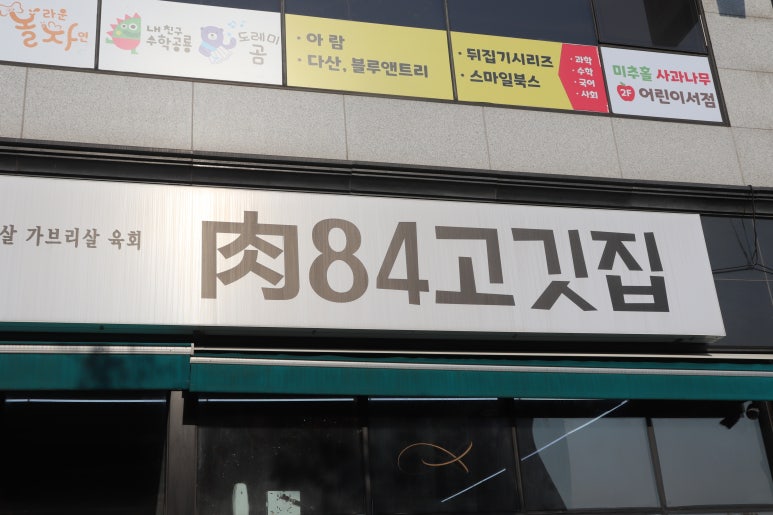 라운
볼자연
내 친구
수학공룡
도레미
곰
· 아람
· 다산, 블루앤트리
· 뒤집기시리즈
· 스마일북스
· 과학
· 수학
· 국어
· 사회
미추홀 사과나무
2F 어린이서점
살 가브리살 육회
肉84고깃집